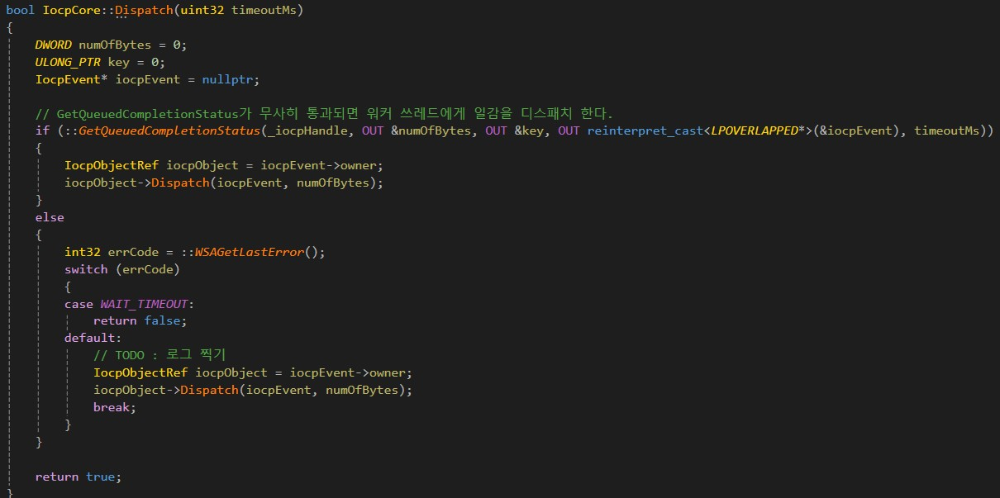 bool IocpCore::Dispatch(uint32 timeoutMs)
{
    DWORD numOfBytes = 0;
    ULONG_PTR key = 0;
    IocpEvent* iocpEvent = nullptr;

    // GetQueuedCompletionStatus가 무사히 통과되면 워커 쓰레드에게 일감을 디스패치 한다.
    if (::GetQueuedCompletionStatus(_iocpHandle, OUT &numOfBytes, OUT &key, OUT reinterpret_cast<LPOVERLAPPED*>(&iocpEvent), timeoutMs))
    {
        IocpObjectRef iocpObject = iocpEvent->owner;
        iocpObject->Dispatch(iocpEvent, numOfBytes);
    }
    else
    {
        int32 errCode = ::WSAGetLastError();
        switch (errCode)
        {
        case WAIT_TIMEOUT:
            return false;
        default:
            // TODO : 로그 찍기
            IocpObjectRef iocpObject = iocpEvent->owner;
            iocpObject->Dispatch(iocpEvent, numOfBytes);
            break;
        }
    }

    return true;
}